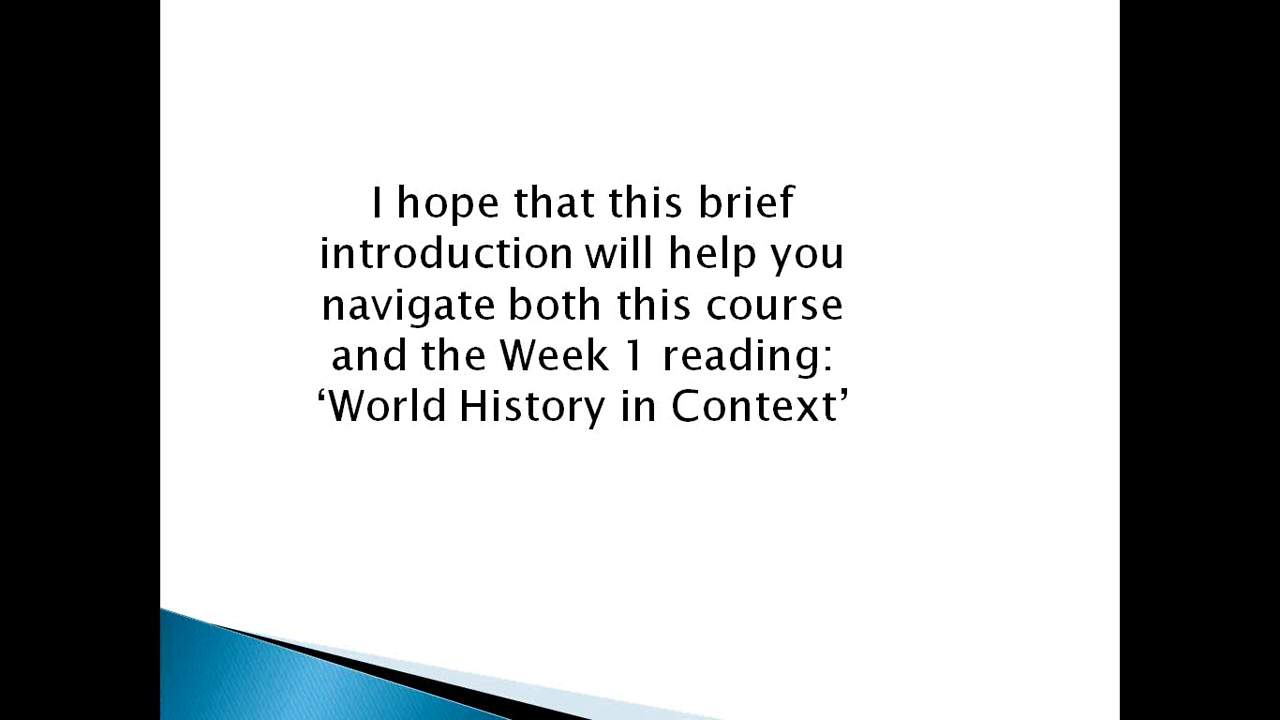 I hope that this brief
introduction will help you
navigate both this course
and the Week 1 reading:
‘World History in Context’